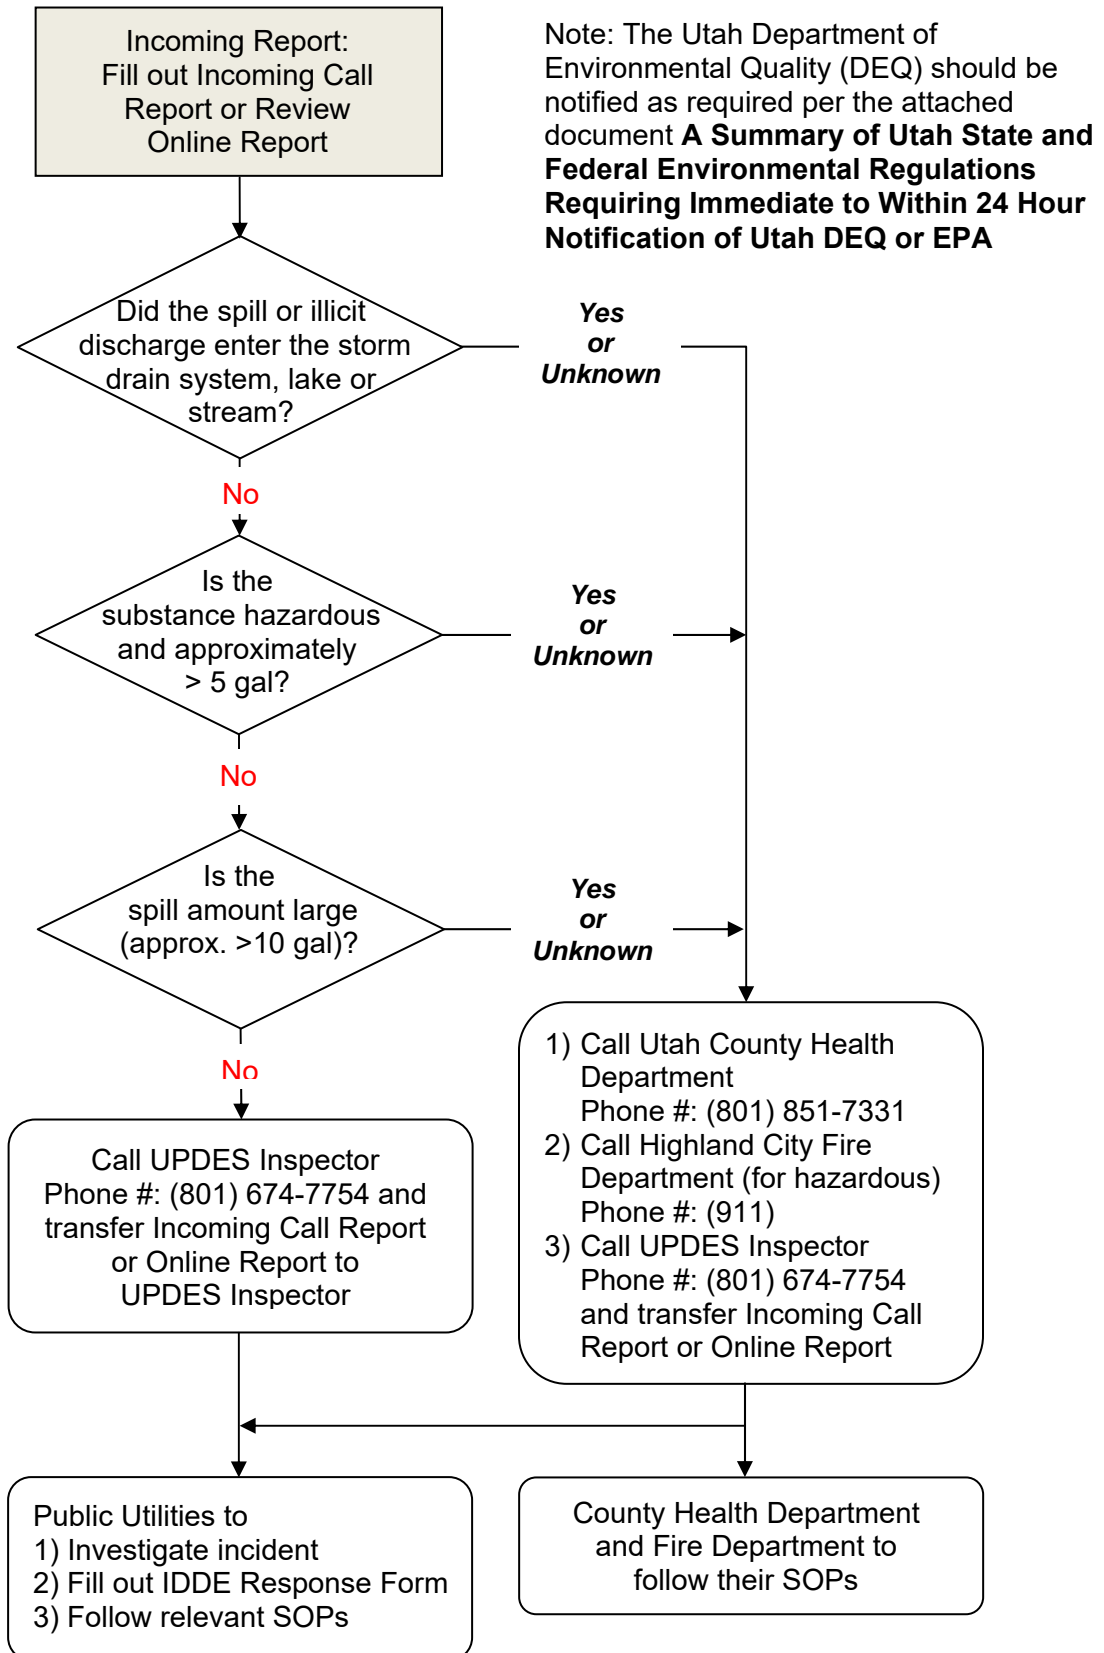 Incoming Report:
Fill out Incoming Call
Report or Review
Online Report
Note: The Utah Department of
Environmental Quality (DEQ) should be
notified as required per the attached
document A Summary of Utah State and
Federal Environmental Regulations
Requiring Immediate to Within 24 Hour
Notification of Utah DEQ or EPA
Did the spill or illicit
discharge enter the storm
drain system, lake or
stream?
Yes
or
Unknown
No
Is the
substance hazardous
and approximately
> 5 gal?
Yes
or
Unknown
No
Is the
spill amount large
(approx. >10 gal)?
Yes
or
Unknown
No
Call UPDES Inspector
Phone #: (801) 674-7754 and
transfer Incoming Call Report
or Online Report to
UPDES Inspector
1) Call Utah County Health
Department
Phone #: (801) 851-7331
2) Call Highland City Fire
Department (for hazardous)
Phone #: (911)
3) Call UPDES Inspector
Phone #: (801) 674-7754
and transfer Incoming Call
Report or Online Report
Public Utilities to
1) Investigate incident
2) Fill out IDDE Response Form
3) Follow relevant SOPs
County Health Department
and Fire Department to
follow their SOPs